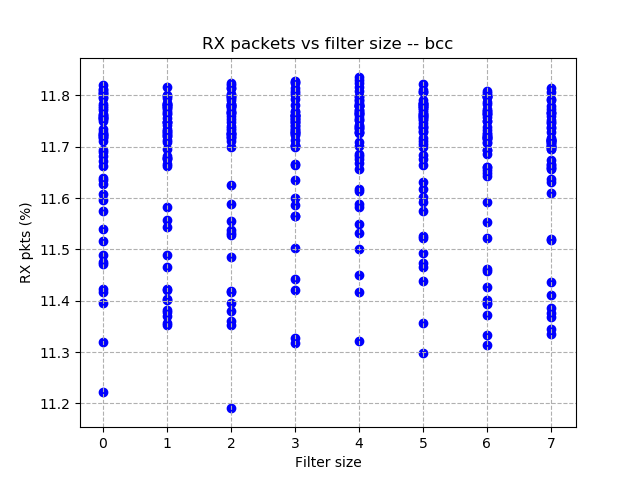 RX packets vs filter size -- bcc
RX pkts (%)
11.8
11.7
11.6
11.5
11.4
11.3
11.2
0 1 2 3 4 5 6 7
Filter size